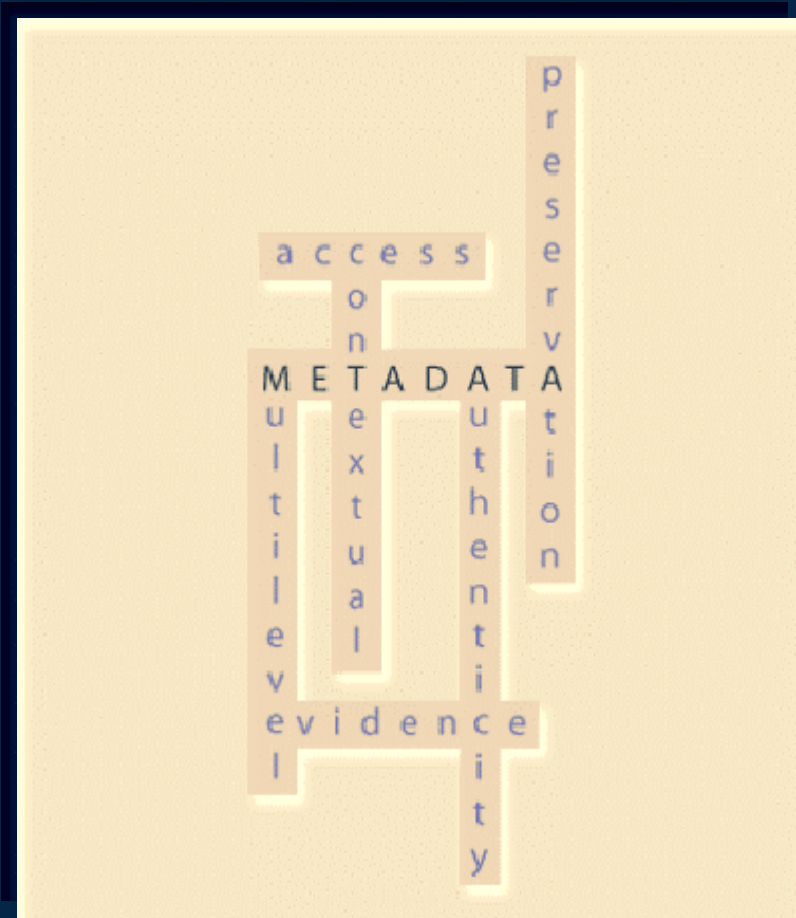 preservation
access
contextual
METADATA
multilevel
authenticity
evidence